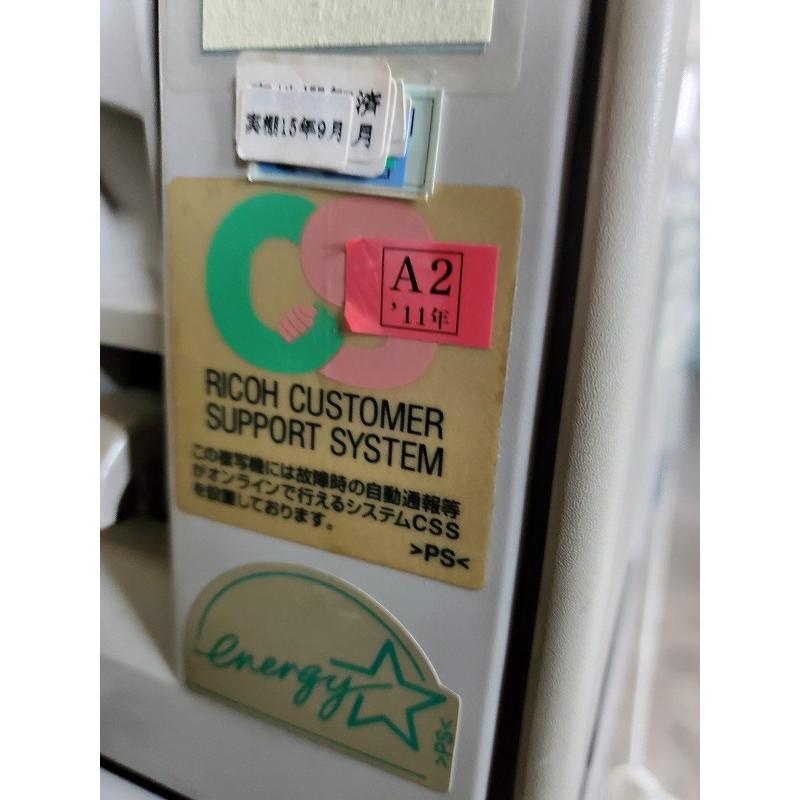 済
実棚15年9月
月
CS
A2
'11年
RICOH CUSTOMER
SUPPORT SYSTEM
この複写機には故障時の自動通報等
がオンラインで行えるシステムCSS
を設置しております。
>PS<
energy
>PS<